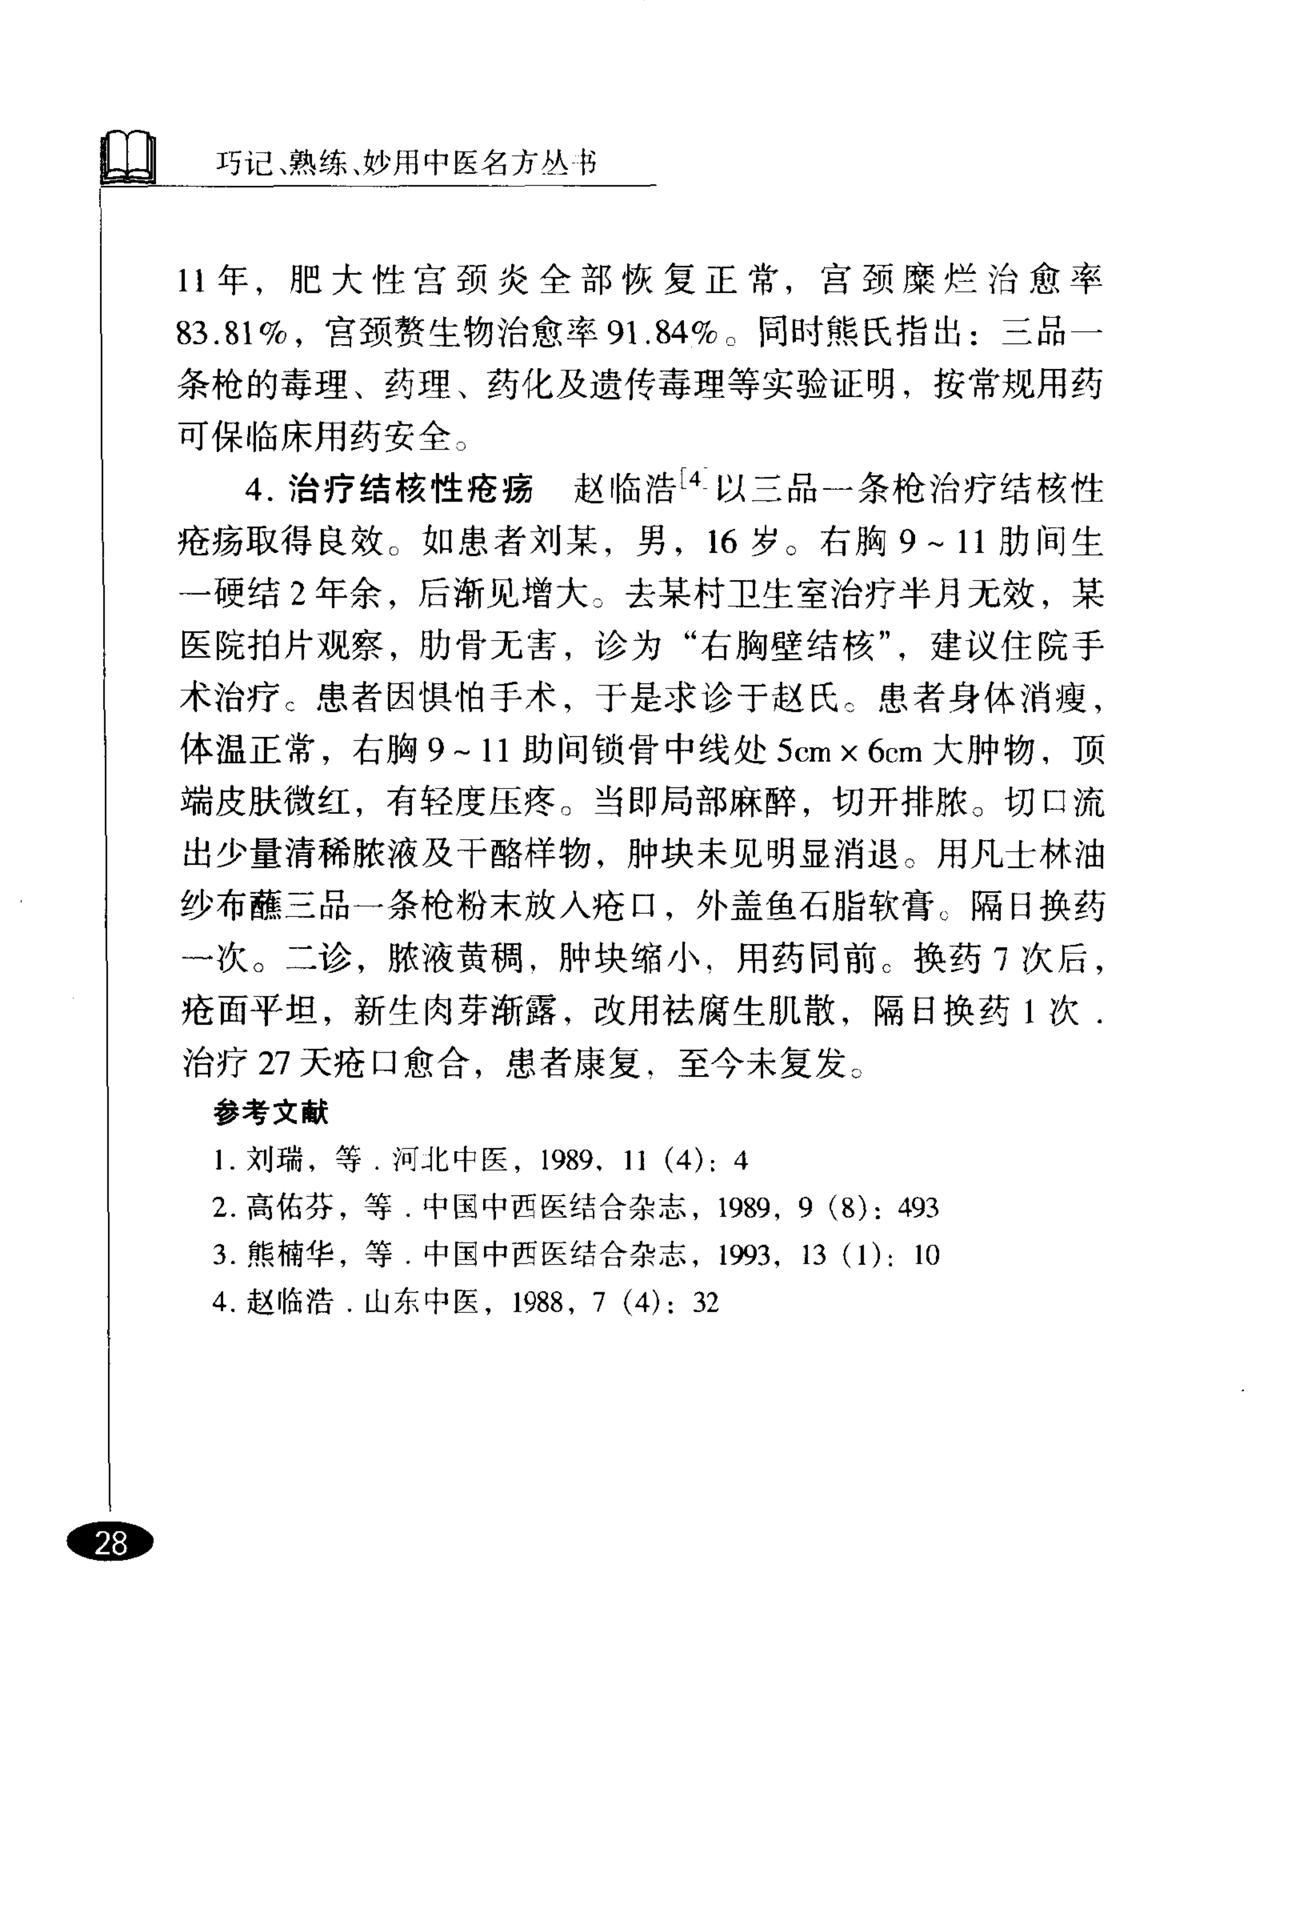 巧记、熟练、妙用中医名方丛书
11年，肥大性宫颈炎全部恢复正常，宫颈糜烂治愈率
83.81%，宫颈赘生物治愈率91.84%。同时熊氏指出：三品一
条枪的毒理、药理、药化及遗传毒理等实验证明，按常规用药
可保临床用药安全。
4. 治疗结核性疮疡　赵临浩[4]以三品一条枪治疗结核性
疮疡取得良效。如患者刘某，男，16岁。右胸9~11肋间生
一硬结2年余，后渐见增大。去某村卫生室治疗半月无效，某
医院拍片观察，肋骨无害，诊为“右胸壁结核”，建议住院手
术治疗。患者因惧怕手术，于是求诊于赵氏。患者身体消瘦，
体温正常，右胸9~11助间锁骨中线处5cm×6cm大肿物，顶
端皮肤微红，有轻度压疼。当即局部麻醉，切开排脓。切口流
出少量清稀脓液及干酪样物，肿块未见明显消退。用凡士林油
纱布蘸三品一条枪粉末放入疮口，外盖鱼石脂软膏。隔日换药
一次。二诊，脓液黄稠，肿块缩小，用药同前。换药7次后，
疮面平坦，新生肉芽渐露，改用祛腐生肌散，隔日换药1次．
治疗27天疮口愈合，患者康复，至今未复发。
参考文献
1. 刘瑞，等．河北中医，1989，11（4）：4
2. 高佑芬，等．中国中西医结合杂志，1989，9（8）：493
3. 熊楠华，等．中国中西医结合杂志，1993，13（1）：10
4. 赵临浩．山东中医，1988，7（4）：32
28